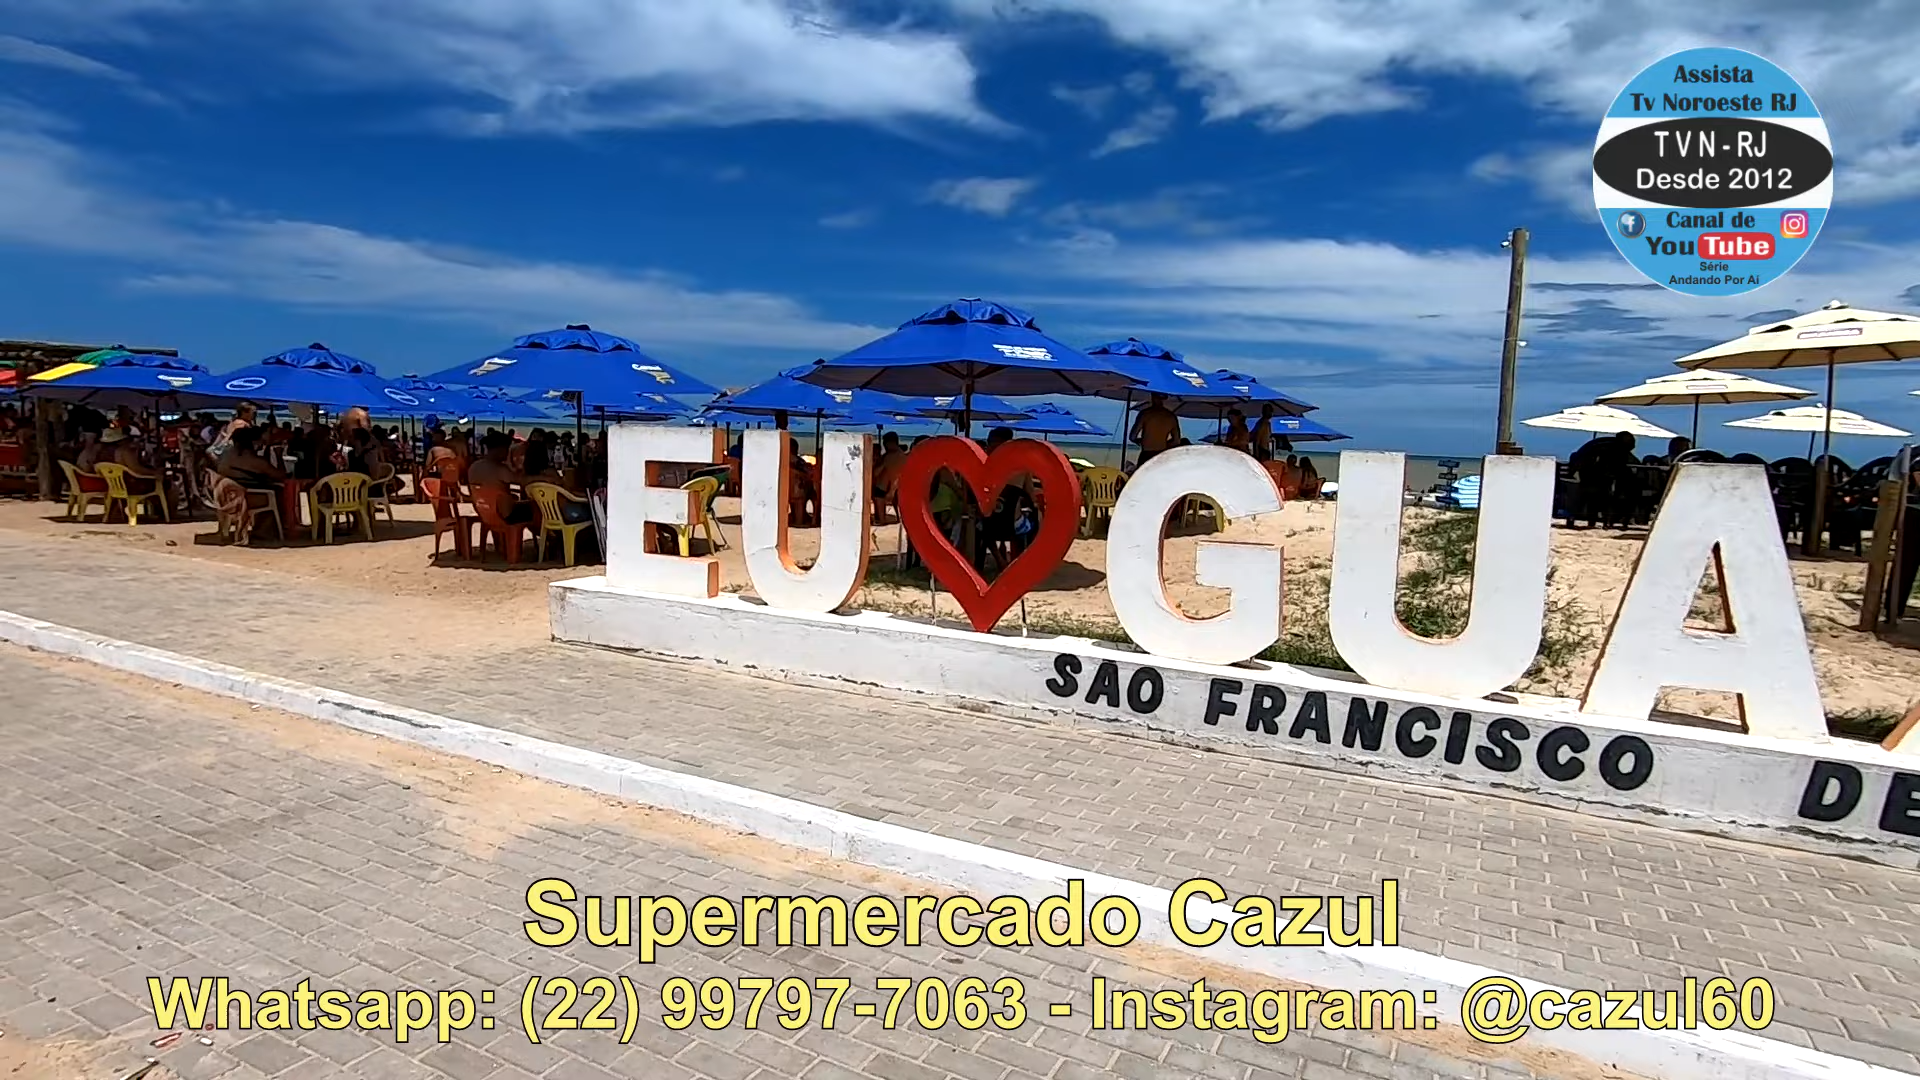 Assista
Tv Noroeste RJ
TVN-RJ
Desde 2012
Canal de
YouTube
Série
Andando Por Aí
EU GUA
SAO FRANCISCO DE
Supermercado Cazul
Whatsapp: (22) 99797-7063 - Instagram: @cazul60